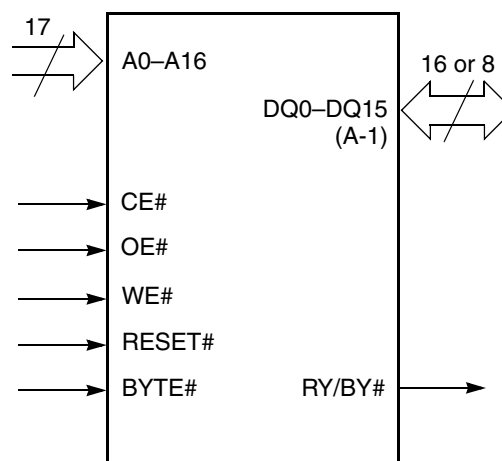 17
A0–A16
16 or 8
DQ0–DQ15
(A-1)
CE#
OE#
WE#
RESET#
BYTE#
RY/BY#